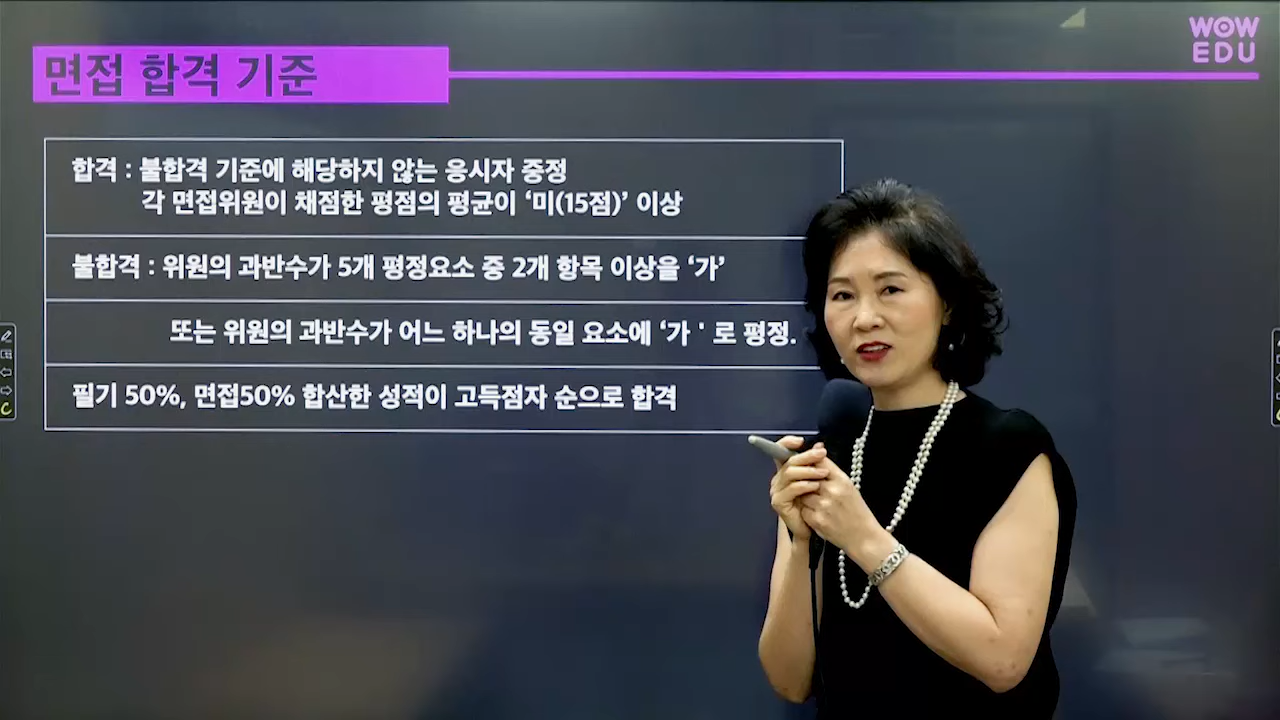 WOW
EDU
면접 합격 기준
합격 : 불합격 기준에 해당하지 않는 응시자 중정
각 면접위원이 채점한 평점의 평균이 ‘미(15점)’ 이상
불합격 : 위원의 과반수가 5개 평정요소 중 2개 항목 이상을 ‘가’
또는 위원의 과반수가 어느 하나의 동일 요소에 ‘가 ' 로 평정.
필기 50%, 면접50% 합산한 성적이 고득점자 순으로 합격